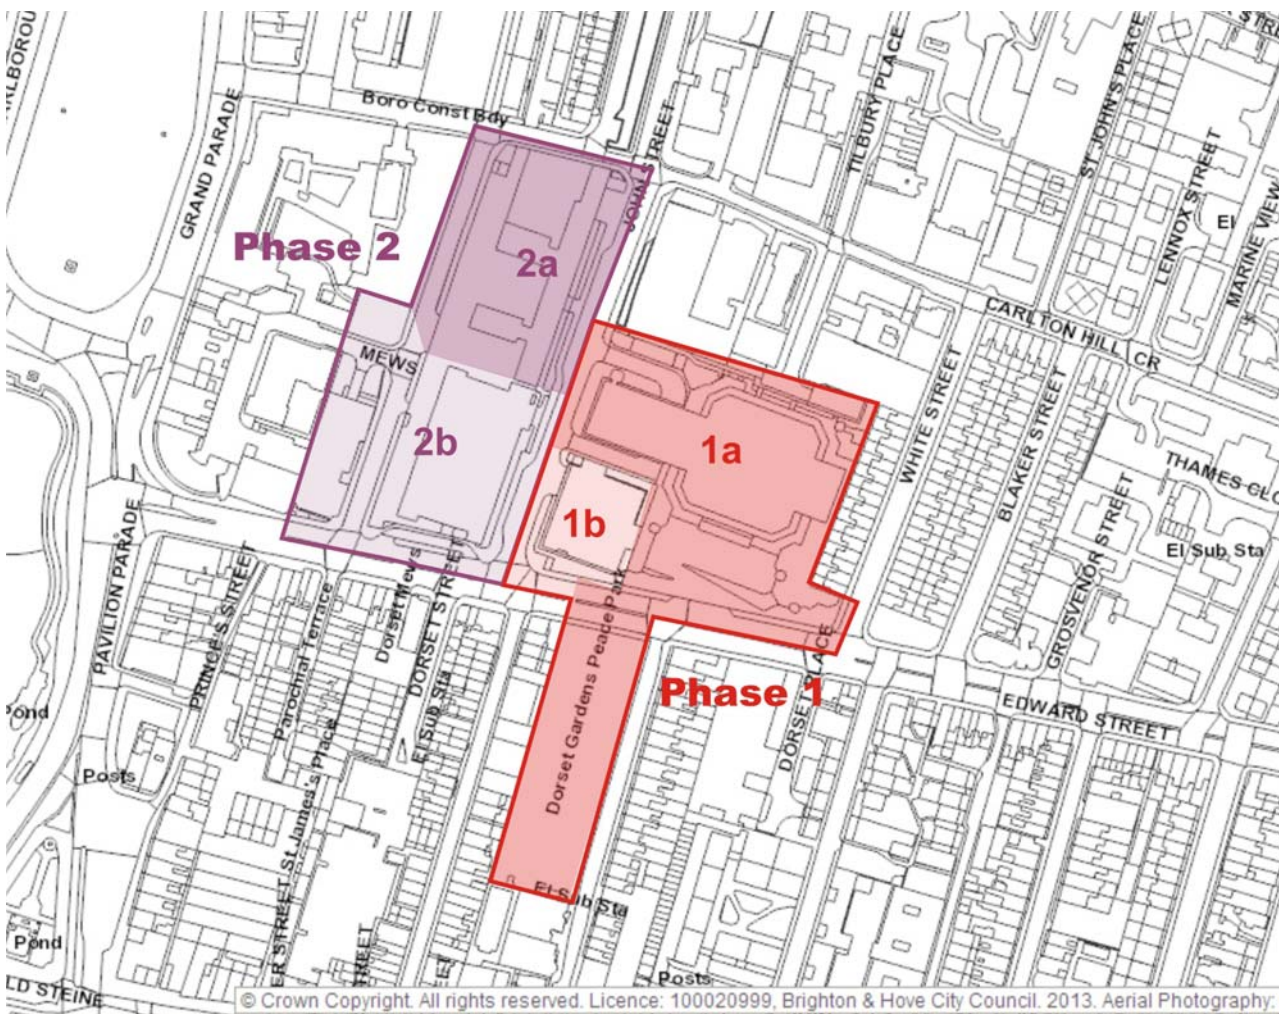 GRAND PARADE
Boro Const Bdy
JOHN STREET
TILBURY PLACE
ST JOHN'S PLACE
LENNOX STREET
El
MARINE VIEW
Phase 2
2a
MEWS
2b
CARLTON HILL
CR
1a
1b
WHITE STREET
BLAKER STREET
THAMES CLO
GROSVENOR STREET
El Sub Sta
PAVILION PARADE
PRINCE'S STREET
Parochial Terrace
Dorset Mews
DORSET STREET
El Sub Sta
Dorset Gardens Peace Park
Phase 1
DORSET PLACE
EDWARD STREET
Pond
Posts
St James's Place
El Sub Sta
ER STREET
TREET
ET
Pond
Posts
LD STEINE
© Crown Copyright. All rights reserved. Licence: 100020999, Brighton & Hove City Council. 2013. Aerial Photography: